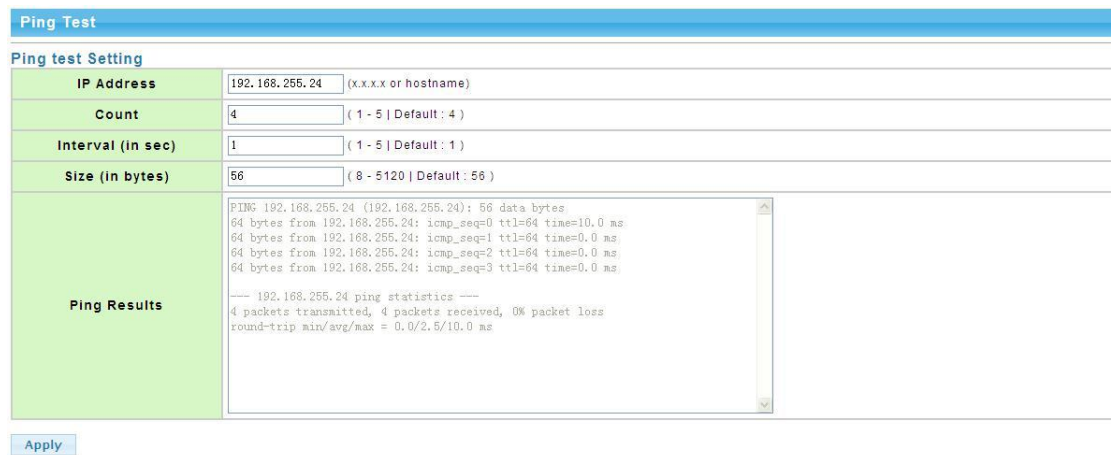 Ping Test
Ping test Setting
IP Address 192.168.255.24 (x.x.x.x or hostname)
Count 4 ( 1 - 5 | Default : 4 )
Interval (in sec) 1 ( 1 - 5 | Default : 1 )
Size (in bytes) 56 ( 8 - 5120 | Default : 56 )
Ping Results
PING 192.168.255.24 (192.168.255.24): 56 data bytes
64 bytes from 192.168.255.24: icmp_seq=0 ttl=64 time=10.0 ms
64 bytes from 192.168.255.24: icmp_seq=1 ttl=64 time=0.0 ms
64 bytes from 192.168.255.24: icmp_seq=2 ttl=64 time=0.0 ms
64 bytes from 192.168.255.24: icmp_seq=3 ttl=64 time=0.0 ms
--- 192.168.255.24 ping statistics ---
4 packets transmitted, 4 packets received, 0% packet loss
round-trip min/avg/max = 0.0/2.5/10.0 ms
Apply